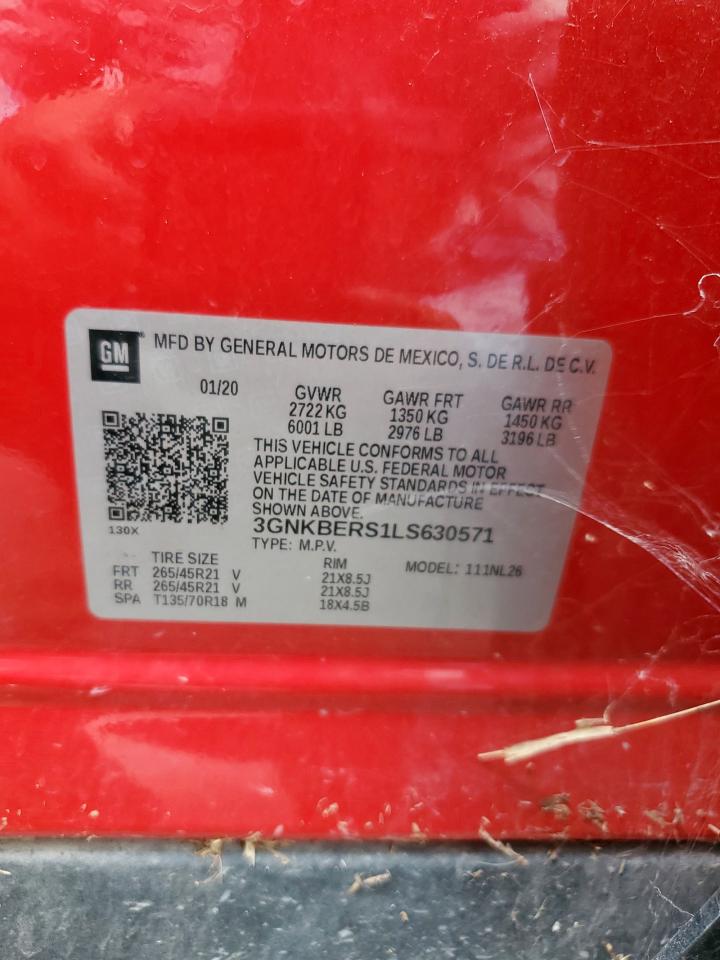 GM
MFD BY GENERAL MOTORS DE MEXICO, S. DE R.L. DE C.V.
01/20
GVWR GAWR FRT GAWR RR
2722 KG 1350 KG 1450 KG
6001 LB 2976 LB 3196 LB
THIS VEHICLE CONFORMS TO ALL
APPLICABLE U.S. FEDERAL MOTOR
VEHICLE SAFETY STANDARDS IN EFFECT
ON THE DATE OF MANUFACTURE
SHOWN ABOVE.
3GNKBERS1LS630571
130X
TYPE: M.P.V. MODEL: 111NL26
TIRE SIZE RIM
FRT 265/45R21 V 21X8.5J
RR 265/45R21 V 21X8.5J
SPA T135/70R18 M 18X4.5B